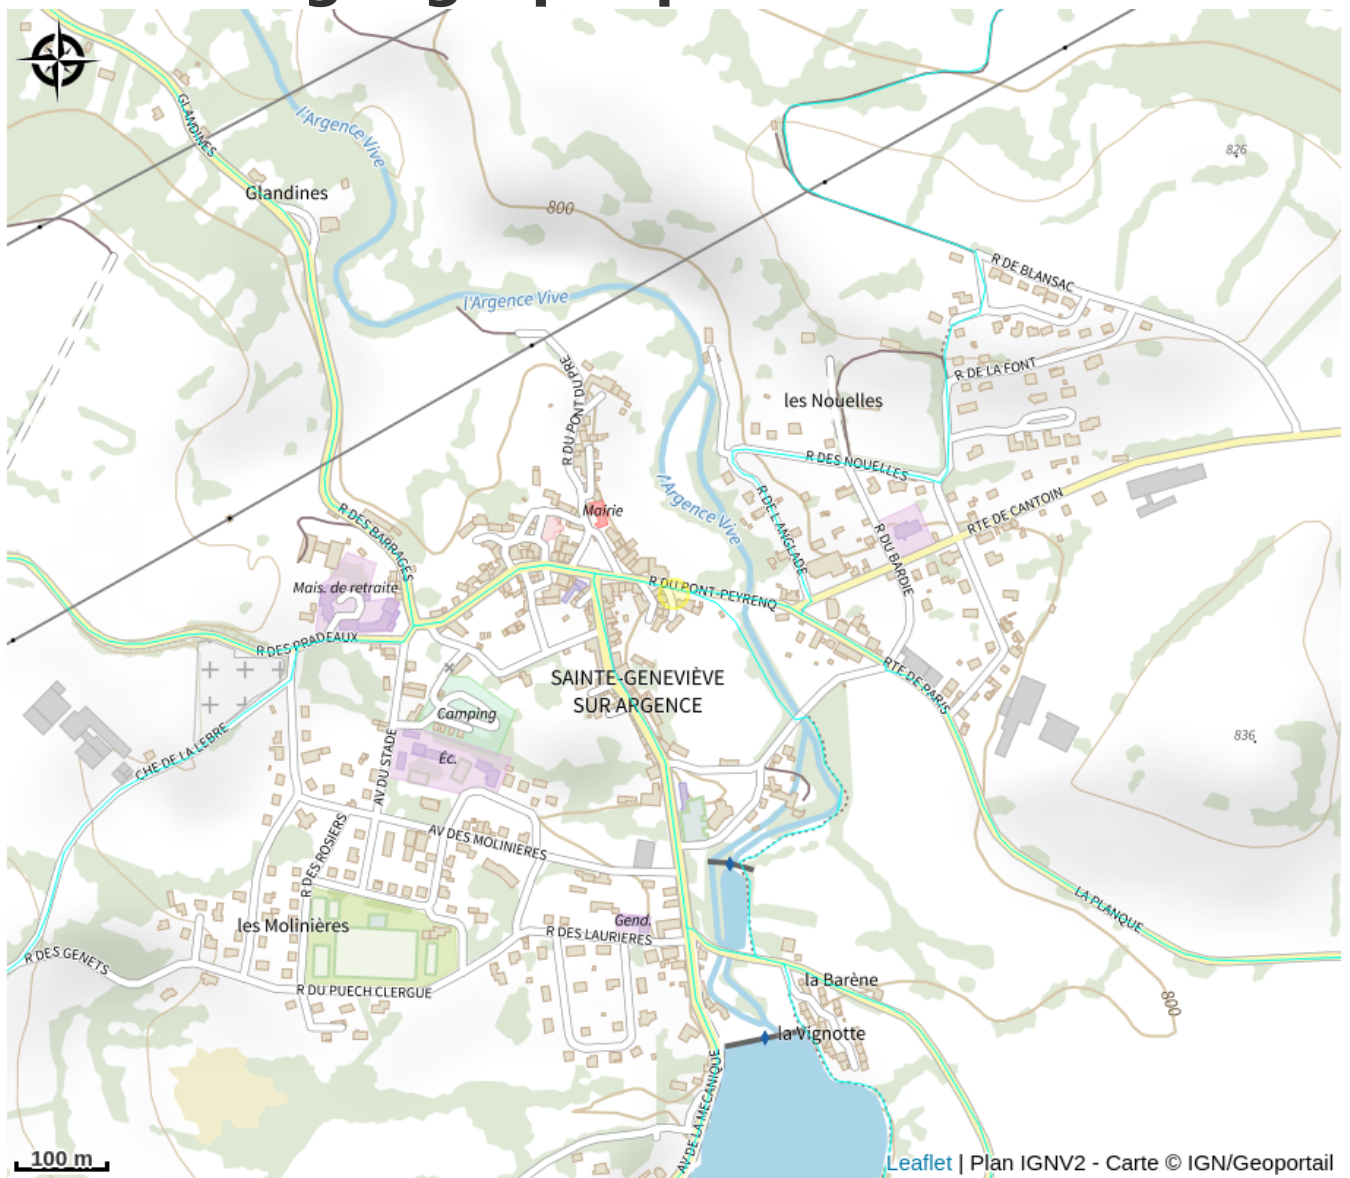 GLANDINES
l'Argence Vive
Glandines
826
800
R DE BLANSAC
l'Argence Vive
R DU PONT DU PRE
R DE LA FONT
les Nouelles
R DES NOUELLES
l'Argence Vive
R DE L ANGLADE
RTE DE CANTOIN
R DES BARRAGES
Mairie
R DU BARDIE
Mais. de retraite
R DU PONT-PEYRENQ
R DES PRADEAUX
RTE DE PARIS
SAINTE-GENEVIÈVE
SUR ARGENCE
Camping
CHE DE LA LEBRE
836
AV DU STADE
Éc.
R DES ROSIERS
AV DES MOLINIERES
LA PLANQUE
les Molinières
Gend.
R DES LAURIERES
R DES GENETS
la Barène
R DU PUECH CLERGUE
800
la Vignotte
AV DE LA MECANIQUE
100 m
Leaflet | Plan IGNV2 - Carte © IGN/Geoportail